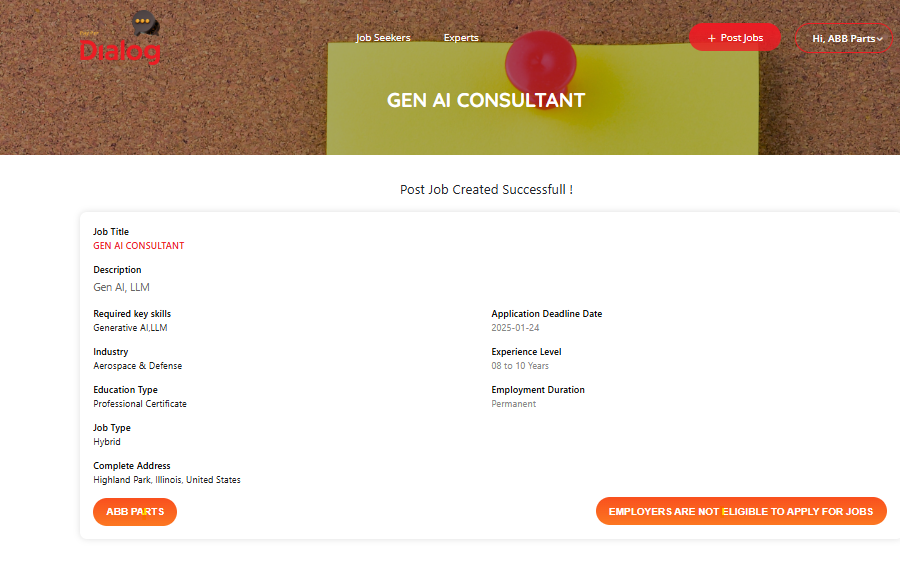 Dialog
Job Seekers
Experts
+ Post Jobs
Hi, ABB Parts
GEN AI CONSULTANT
Post Job Created Successfull !
Job Title
GEN AI CONSULTANT
Description
Gen AI, LLM
Required key skills
Generative AI,LLM
Application Deadline Date
2025-01-24
Industry
Aerospace & Defense
Experience Level
08 to 10 Years
Education Type
Professional Certificate
Employment Duration
Permanent
Job Type
Hybrid
Complete Address
Highland Park, Illinois, United States
ABB PARTS
EMPLOYERS ARE NOT ELIGIBLE TO APPLY FOR JOBS